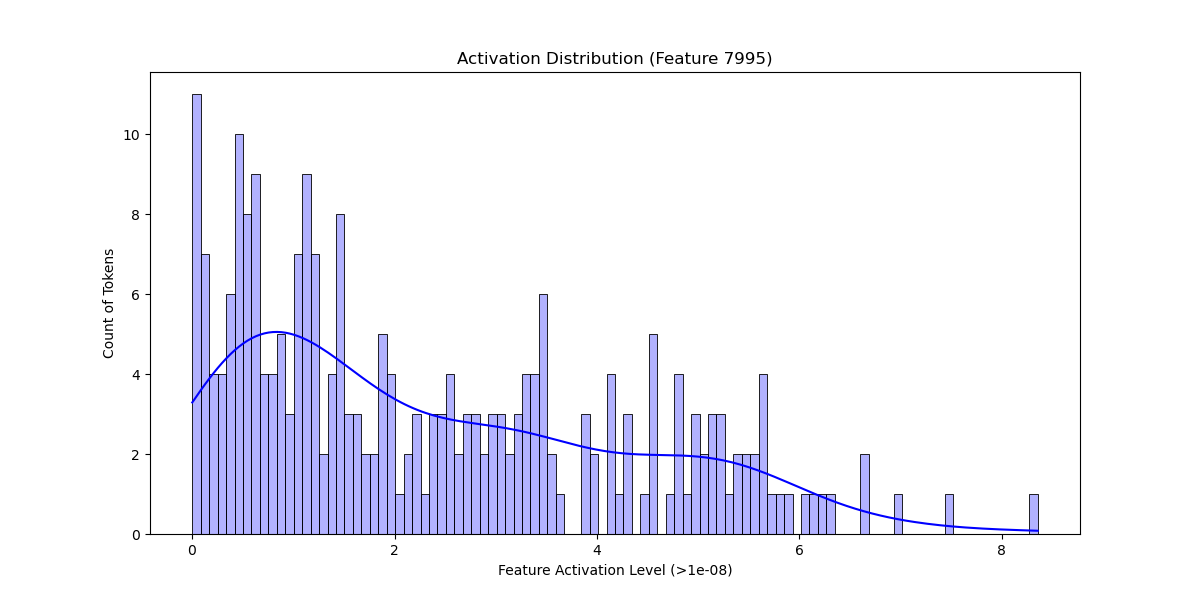 Activation Distribution (Feature 7995)
Count of Tokens
10
8
6
4
2
0
0 2 4 6 8
Feature Activation Level (>1e-08)